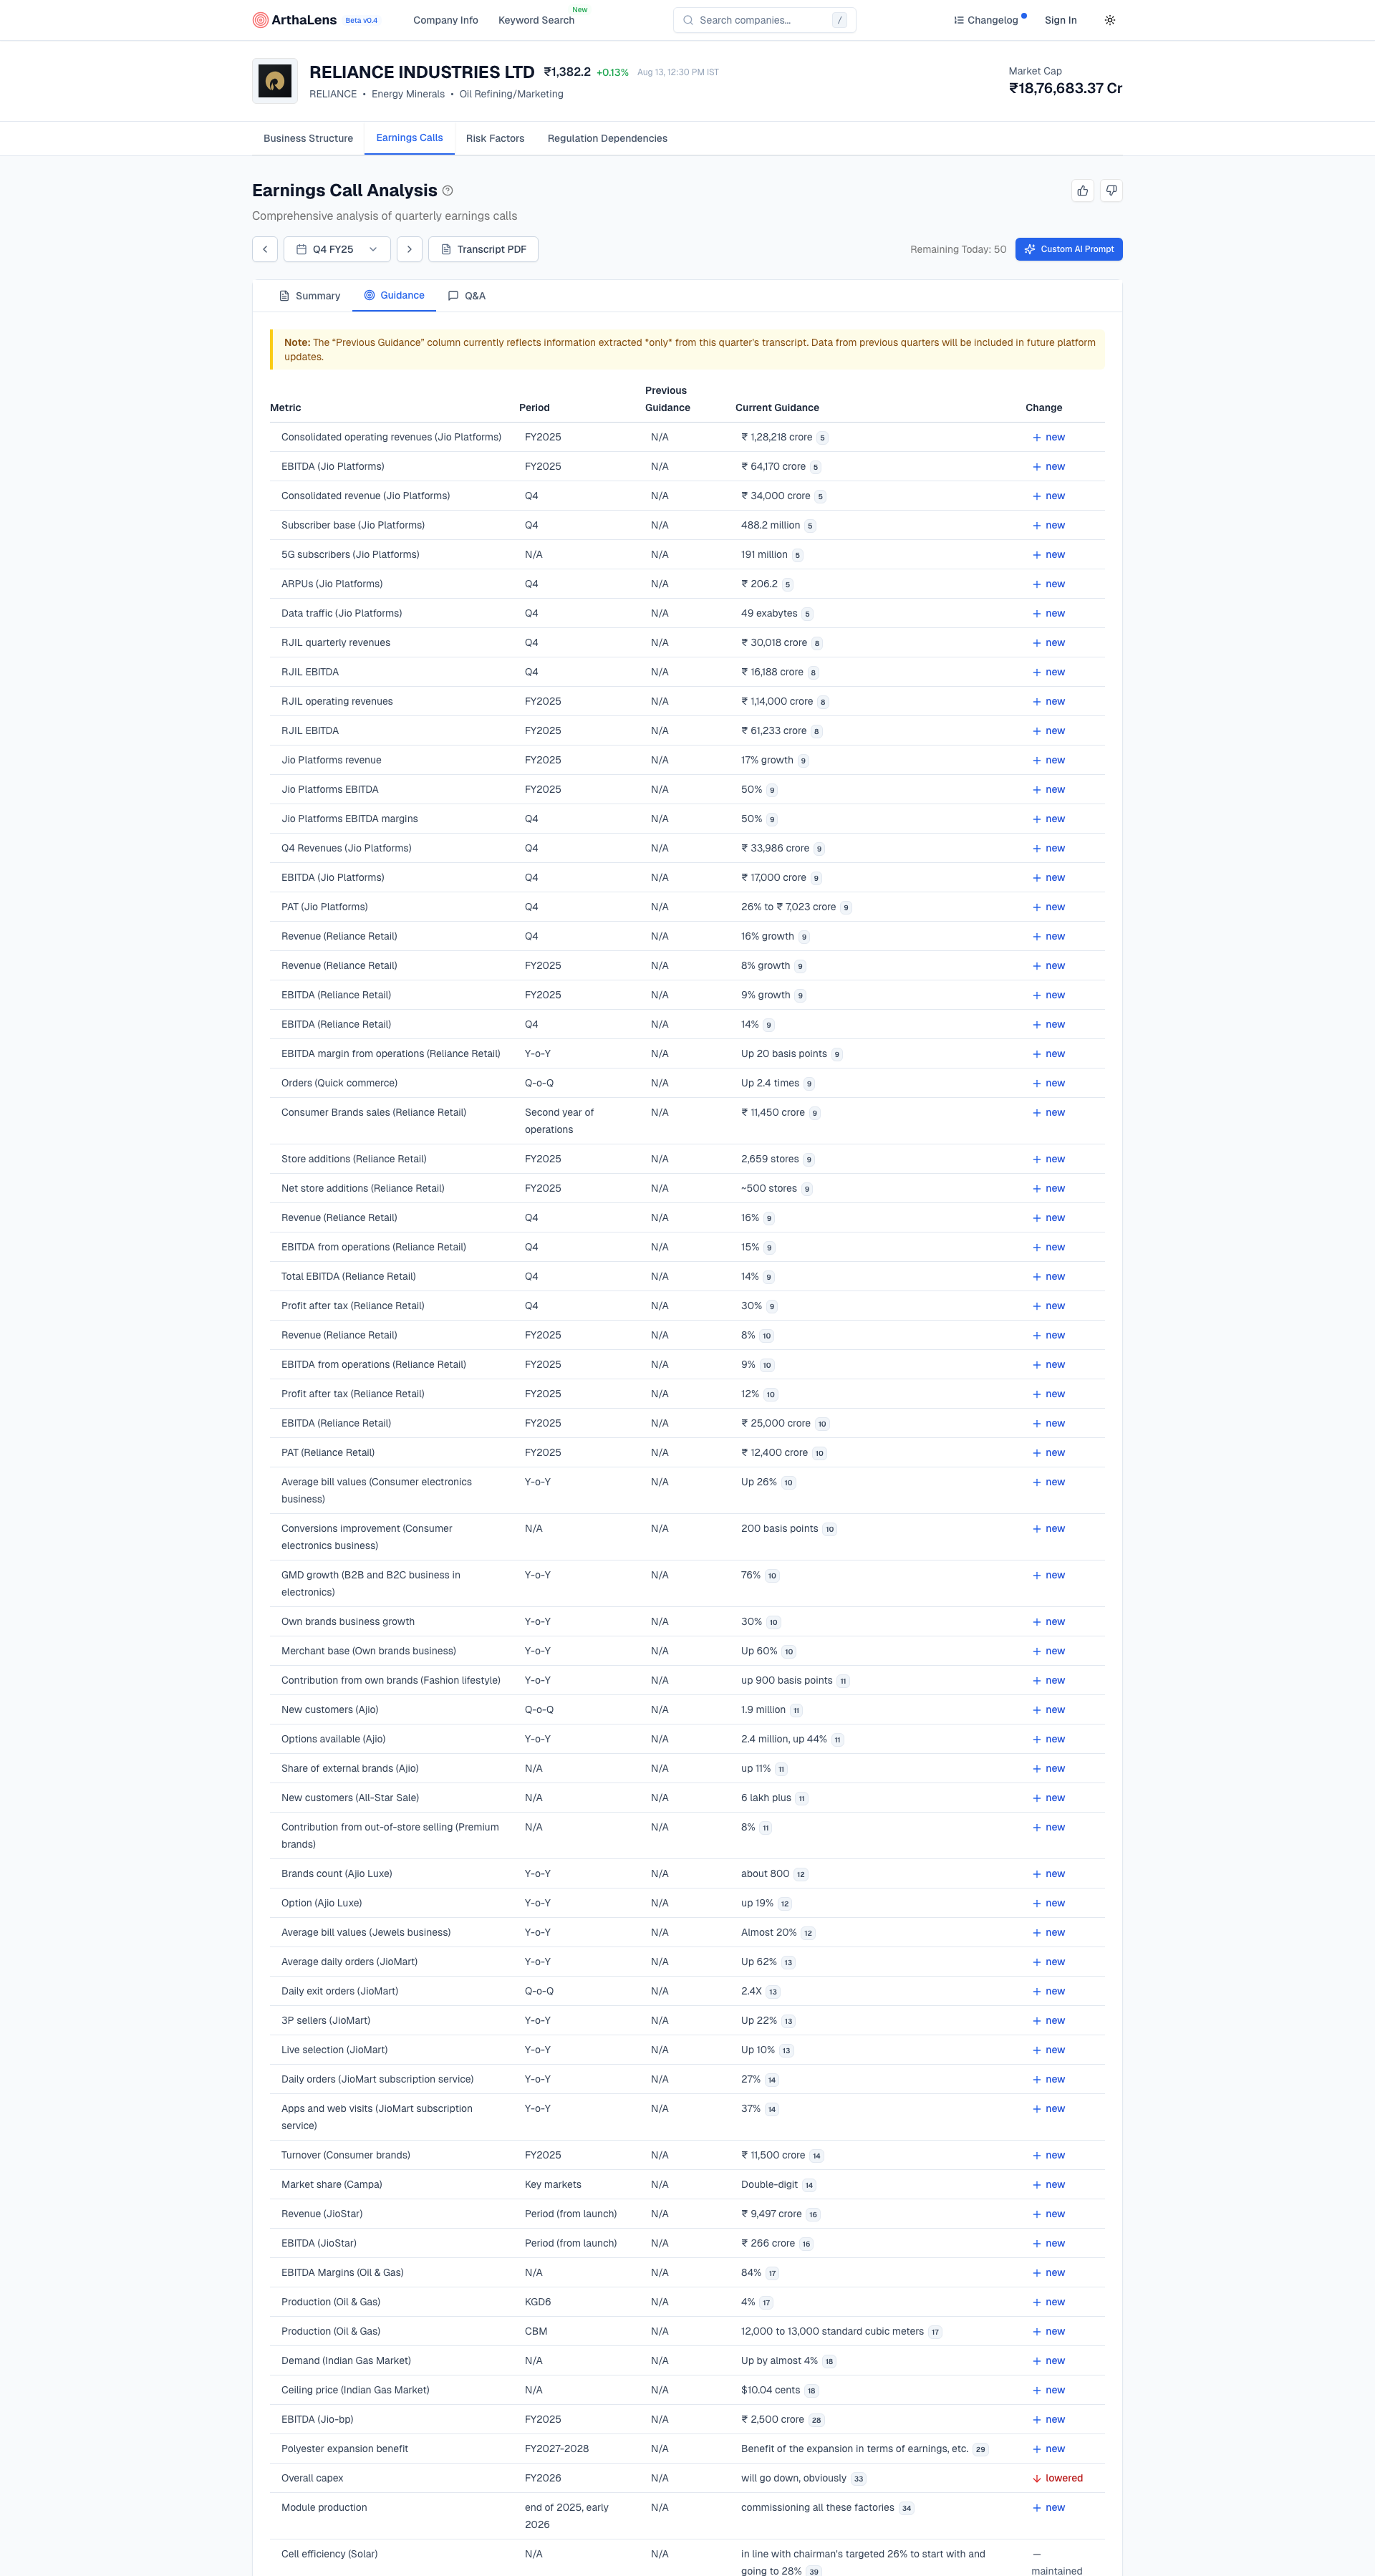 ArthaLens Beta v0.4 Company Info Keyword Search New Search companies... / Changelog Sign In
RELIANCE INDUSTRIES LTD ₹1,382.2 +0.13% Aug 13, 12:30 PM IST
RELIANCE • Energy Minerals • Oil Refining/Marketing
Market Cap
₹18,76,683.37 Cr
Business Structure Earnings Calls Risk Factors Regulation Dependencies
Earnings Call Analysis
Comprehensive analysis of quarterly earnings calls
Q4 FY25 Transcript PDF Remaining Today: 50 Custom AI Prompt
Summary Guidance Q&A
Note: The "Previous Guidance" column currently reflects information extracted *only* from this quarter's transcript. Data from previous quarters will be included in future platform
updates.
Metric Period Previous Guidance Current Guidance Change
Consolidated operating revenues (Jio Platforms) FY2025 N/A ₹ 1,28,218 crore 5 + new
EBITDA (Jio Platforms) FY2025 N/A ₹ 64,170 crore 5 + new
Consolidated revenue (Jio Platforms) Q4 N/A ₹ 34,000 crore 5 + new
Subscriber base (Jio Platforms) Q4 N/A 488.2 million 5 + new
5G subscribers (Jio Platforms) N/A N/A 191 million 5 + new
ARPUs (Jio Platforms) Q4 N/A ₹ 206.2 5 + new
Data traffic (Jio Platforms) Q4 N/A 49 exabytes 5 + new
RJIL quarterly revenues Q4 N/A ₹ 30,018 crore 8 + new
RJIL EBITDA Q4 N/A ₹ 16,188 crore 8 + new
RJIL operating revenues FY2025 N/A ₹ 1,14,000 crore 8 + new
RJIL EBITDA FY2025 N/A ₹ 61,233 crore 8 + new
Jio Platforms revenue FY2025 N/A 17% growth 9 + new
Jio Platforms EBITDA FY2025 N/A 50% 9 + new
Jio Platforms EBITDA margins Q4 N/A 50% 9 + new
Q4 Revenues (Jio Platforms) Q4 N/A ₹ 33,986 crore 9 + new
EBITDA (Jio Platforms) Q4 N/A ₹ 17,000 crore 9 + new
PAT (Jio Platforms) Q4 N/A 26% to ₹ 7,023 crore 9 + new
Revenue (Reliance Retail) Q4 N/A 16% growth 9 + new
Revenue (Reliance Retail) FY2025 N/A 8% growth 9 + new
EBITDA (Reliance Retail) FY2025 N/A 9% growth 9 + new
EBITDA (Reliance Retail) Q4 N/A 14% 9 + new
EBITDA margin from operations (Reliance Retail) Y-o-Y N/A Up 20 basis points 9 + new
Orders (Quick commerce) Q-o-Q N/A Up 2.4 times 9 + new
Consumer Brands sales (Reliance Retail) Second year of operations N/A ₹ 11,450 crore 9 + new
Store additions (Reliance Retail) FY2025 N/A 2,659 stores 9 + new
Net store additions (Reliance Retail) FY2025 N/A ~500 stores 9 + new
Revenue (Reliance Retail) Q4 N/A 16% 9 + new
EBITDA from operations (Reliance Retail) Q4 N/A 15% 9 + new
Total EBITDA (Reliance Retail) Q4 N/A 14% 9 + new
Profit after tax (Reliance Retail) Q4 N/A 30% 9 + new
Revenue (Reliance Retail) FY2025 N/A 8% 10 + new
EBITDA from operations (Reliance Retail) FY2025 N/A 9% 10 + new
Profit after tax (Reliance Retail) FY2025 N/A 12% 10 + new
EBITDA (Reliance Retail) FY2025 N/A ₹ 25,000 crore 10 + new
PAT (Reliance Retail) FY2025 N/A ₹ 12,400 crore 10 + new
Average bill values (Consumer electronics business) Y-o-Y N/A Up 26% 10 + new
Conversions improvement (Consumer electronics business) N/A N/A 200 basis points 10 + new
GMD growth (B2B and B2C business in electronics) Y-o-Y N/A 76% 10 + new
Own brands business growth Y-o-Y N/A 30% 10 + new
Merchant base (Own brands business) Y-o-Y N/A Up 60% 10 + new
Contribution from own brands (Fashion lifestyle) Y-o-Y N/A up 900 basis points 11 + new
New customers (Ajio) Q-o-Q N/A 1.9 million 11 + new
Options available (Ajio) Y-o-Y N/A 2.4 million, up 44% 11 + new
Share of external brands (Ajio) N/A N/A up 11% 11 + new
New customers (All-Star Sale) N/A N/A 6 lakh plus 11 + new
Contribution from out-of-store selling (Premium brands) N/A N/A 8% 11 + new
Brands count (Ajio Luxe) Y-o-Y N/A about 800 12 + new
Option (Ajio Luxe) Y-o-Y N/A up 19% 12 + new
Average bill values (Jewels business) Y-o-Y N/A Almost 20% 12 + new
Average daily orders (JioMart) Y-o-Y N/A Up 62% 13 + new
Daily exit orders (JioMart) Q-o-Q N/A 2.4X 13 + new
3P sellers (JioMart) Y-o-Y N/A Up 22% 13 + new
Live selection (JioMart) Y-o-Y N/A Up 10% 13 + new
Daily orders (JioMart subscription service) Y-o-Y N/A 27% 14 + new
Apps and web visits (JioMart subscription service) Y-o-Y N/A 37% 14 + new
Turnover (Consumer brands) FY2025 N/A ₹ 11,500 crore 14 + new
Market share (Campa) Key markets N/A Double-digit 14 + new
Revenue (JioStar) Period (from launch) N/A ₹ 9,497 crore 16 + new
EBITDA (JioStar) Period (from launch) N/A ₹ 266 crore 16 + new
EBITDA Margins (Oil & Gas) N/A N/A 84% 17 + new
Production (Oil & Gas) KGD6 N/A 4% 17 + new
Production (Oil & Gas) CBM N/A 12,000 to 13,000 standard cubic meters 17 + new
Demand (Indian Gas Market) N/A N/A Up by almost 4% 18 + new
Ceiling price (Indian Gas Market) N/A N/A $10.04 cents 18 + new
EBITDA (Jio-bp) FY2025 N/A ₹ 2,500 crore 28 + new
Polyester expansion benefit FY2027-2028 N/A Benefit of the expansion in terms of earnings, etc. 29 + new
Overall capex FY2026 N/A will go down, obviously 33 ↓ lowered
Module production end of 2025, early 2026 N/A commissioning all these factories 34 + new
Cell efficiency (Solar) N/A N/A in line with chairman's targeted 26% to start with and going to 28% 39 — maintained